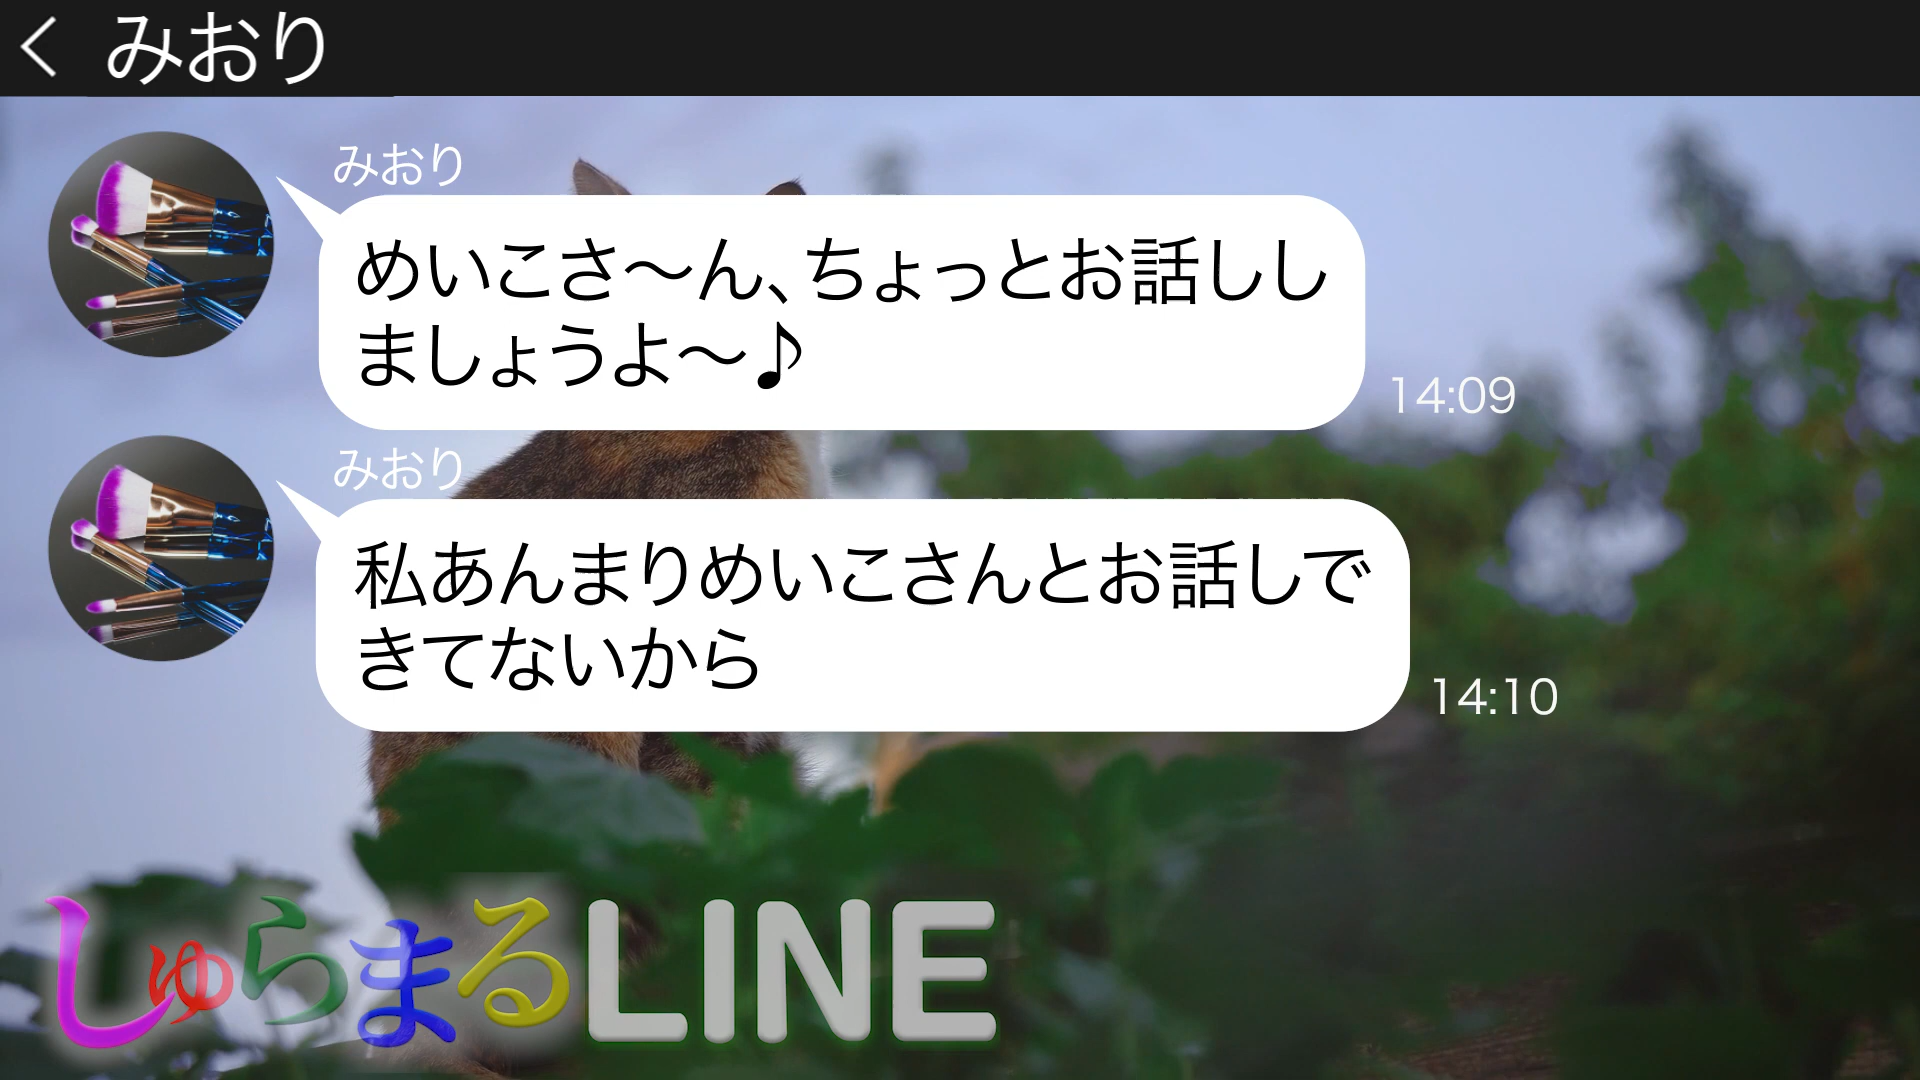 みおり
みおり
めいこさ〜ん、ちょっとお話しし
ましょうよ〜♪
14:09
みおり
私あんまりめいこさんとお話しで
きてないから
14:10
しゅらまるLINE